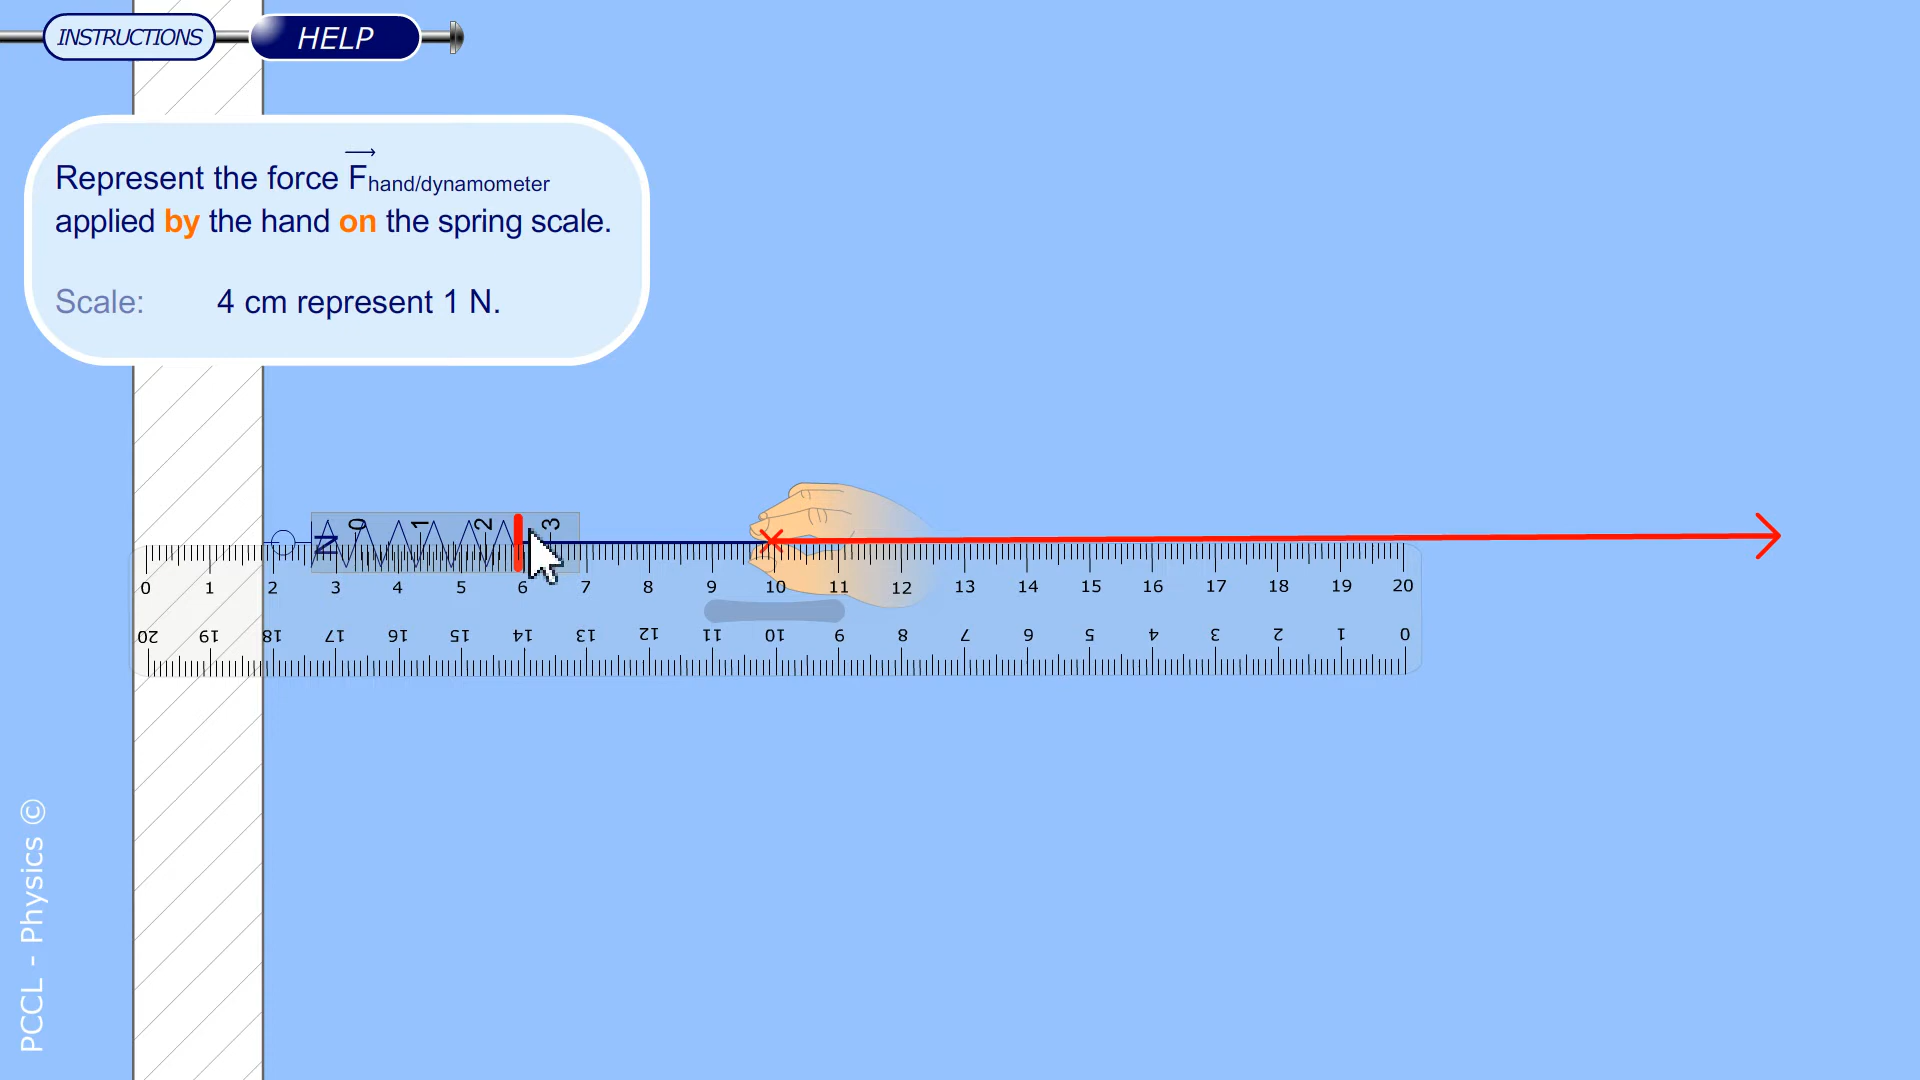 INSTRUCTIONS HELP
Represent the force F hand/dynamometer
applied by the hand on the spring scale.
Scale: 4 cm represent 1 N.
N 0 1 2 3
0 1 2 3 4 5 6 7 8 9 10 11 12 13 14 15 16 17 18 19 20
20 19 18 17 16 15 14 13 12 11 10 9 8 7 6 5 4 3 2 1 0
PCCL - Physics ©